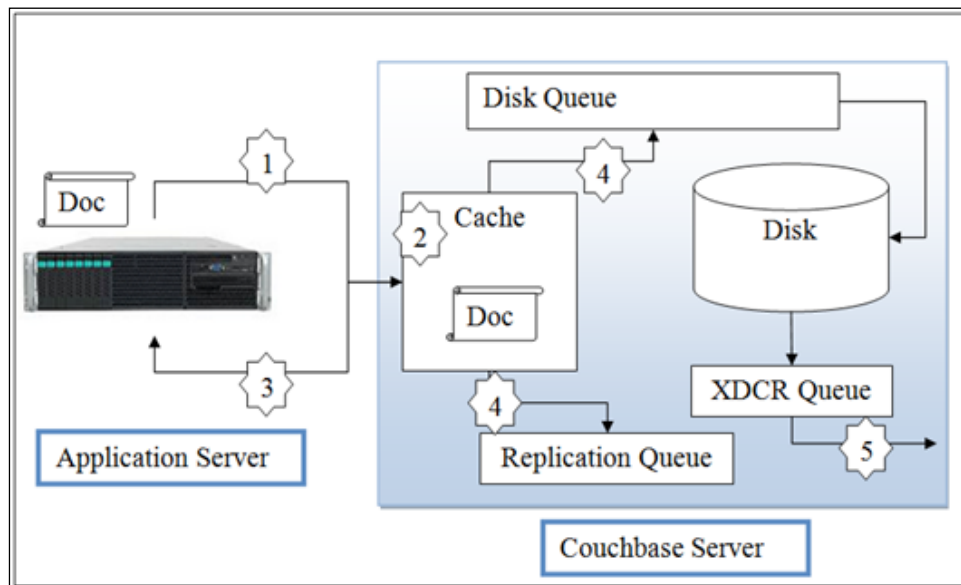 Disk Queue
1
4
Doc
Cache
2
Disk
Doc
3
4
XDCR Queue
5
Replication Queue
Application Server
Couchbase Server